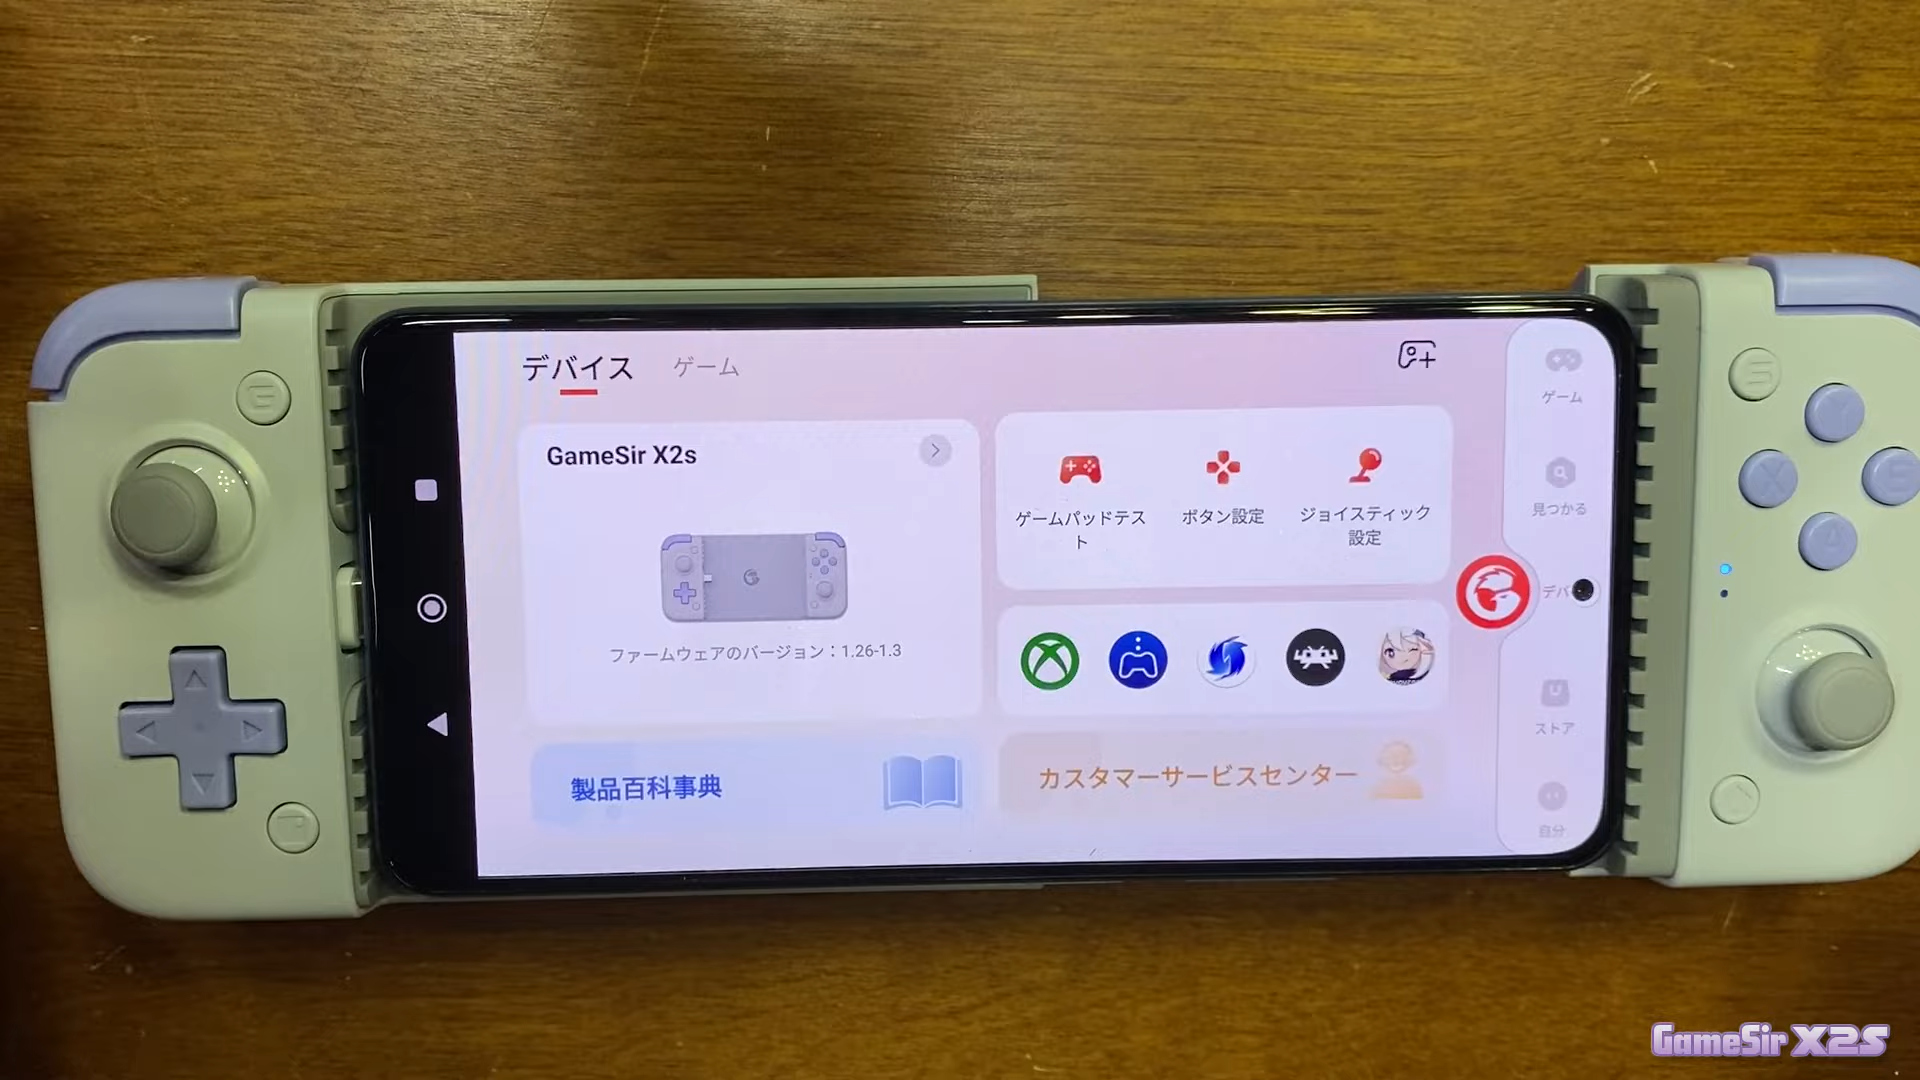 デバイス ゲーム
GameSir X2s
ファームウェアのバージョン：1.26-1.3
製品百科事典
ゲームパッドテス
ト
ボタン設定
ジョイスティック
設定
カスタマーサービスセンター
ゲーム
見つかる
デバ
ストア
自分
S
Y
X
B
A
GameSir X2S